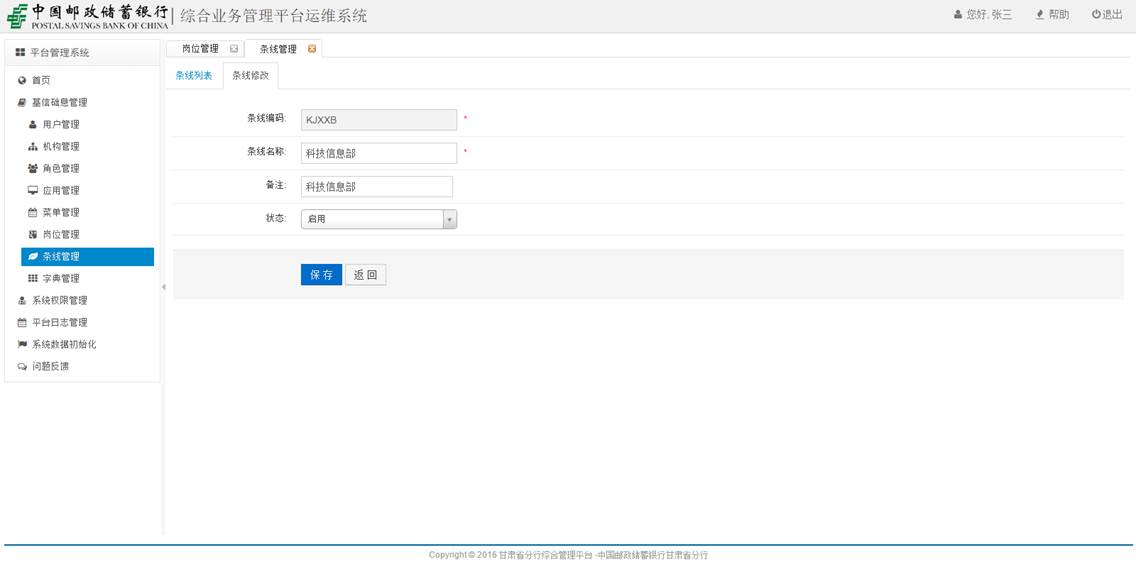 中国邮政储蓄银行 | 综合业务管理平台运维系统
POSTAL SAVINGS BANK OF CHINA
您好, 张三 帮助 退出
平台管理系统
首页
基信础息管理
用户管理
机构管理
角色管理
应用管理
菜单管理
岗位管理
条线管理
字典管理
系统权限管理
平台日志管理
系统数据初始化
问题反馈
岗位管理 条线管理
条线列表 条线修改
条线编码: KJXXB *
条线名称: 科技信息部 *
备注: 科技信息部
状态: 启用
保 存 返 回
Copyright © 2016 甘肃省分行综合管理平台 -中国邮政储蓄银行甘肃省分行